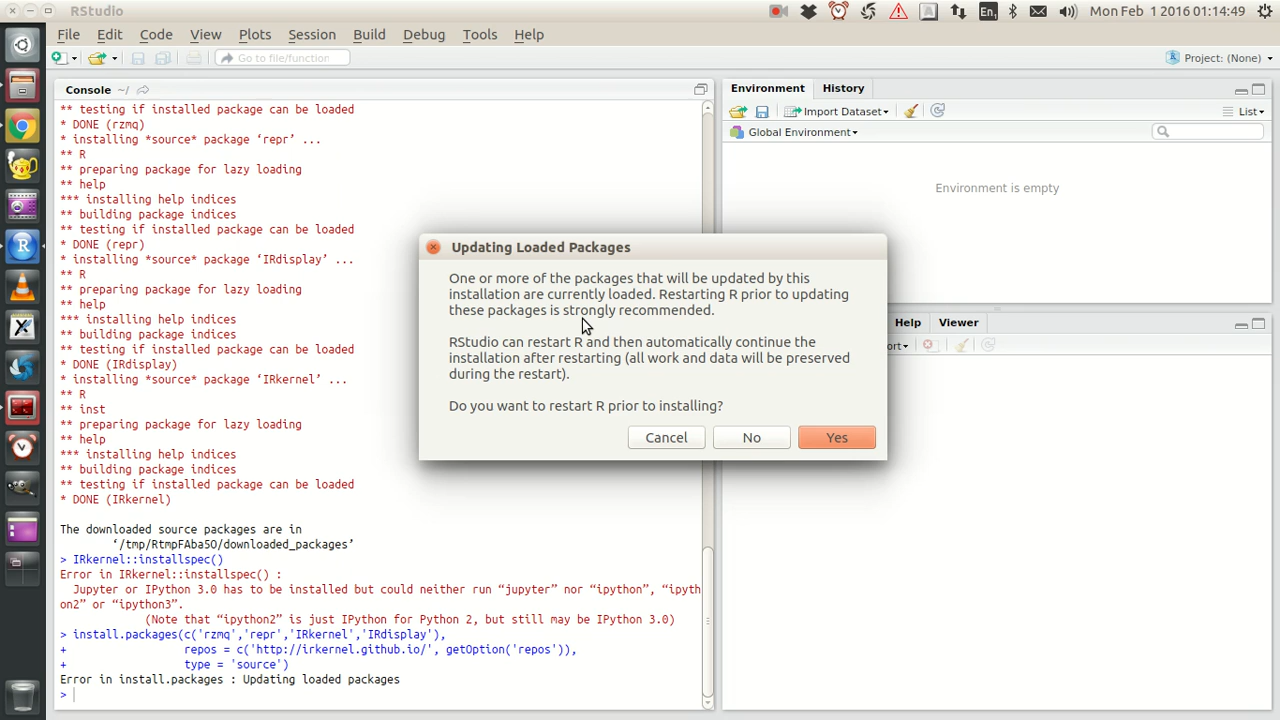 RStudio
En
Mon Feb 1 2016 01:14:49
File Edit Code View Plots Session Build Debug Tools Help
Go to file/function
Project: (None)
Console ~/
** testing if installed package can be loaded
* DONE (rzmq)
* installing *source* package ‘repr’ ...
** R
** preparing package for lazy loading
** help
*** installing help indices
** building package indices
** testing if installed package can be loaded
* DONE (repr)
* installing *source* package ‘IRdisplay’ ...
** R
** preparing package for lazy loading
** help
*** installing help indices
** building package indices
** testing if installed package can be loaded
* DONE (IRdisplay)
* installing *source* package ‘IRkernel’ ...
** R
** inst
** preparing package for lazy loading
** help
*** installing help indices
** building package indices
** testing if installed package can be loaded
* DONE (IRkernel)
The downloaded source packages are in
‘/tmp/RtmpFAba5O/downloaded_packages’
> IRkernel::installspec()
Error in IRkernel::installspec() :
Jupyter or IPython 3.0 has to be installed but could neither run “jupyter” nor “ipython”, “ipyth
on2” or “ipython3”.
(Note that “ipython2” is just IPython for Python 2, but still may be IPython 3.0)
> install.packages(c('rzmq','repr','IRkernel','IRdisplay'),
+ repos = c('http://irkernel.github.io/', getOption('repos')),
+ type = 'source')
Error in install.packages : Updating loaded packages
>
Environment History
Import Dataset
List
Global Environment
Environment is empty
Help Viewer
ort
Updating Loaded Packages
One or more of the packages that will be updated by this
installation are currently loaded. Restarting R prior to updating
these packages is strongly recommended.
RStudio can restart R and then automatically continue the
installation after restarting (all work and data will be preserved
during the restart).
Do you want to restart R prior to installing?
Cancel No Yes